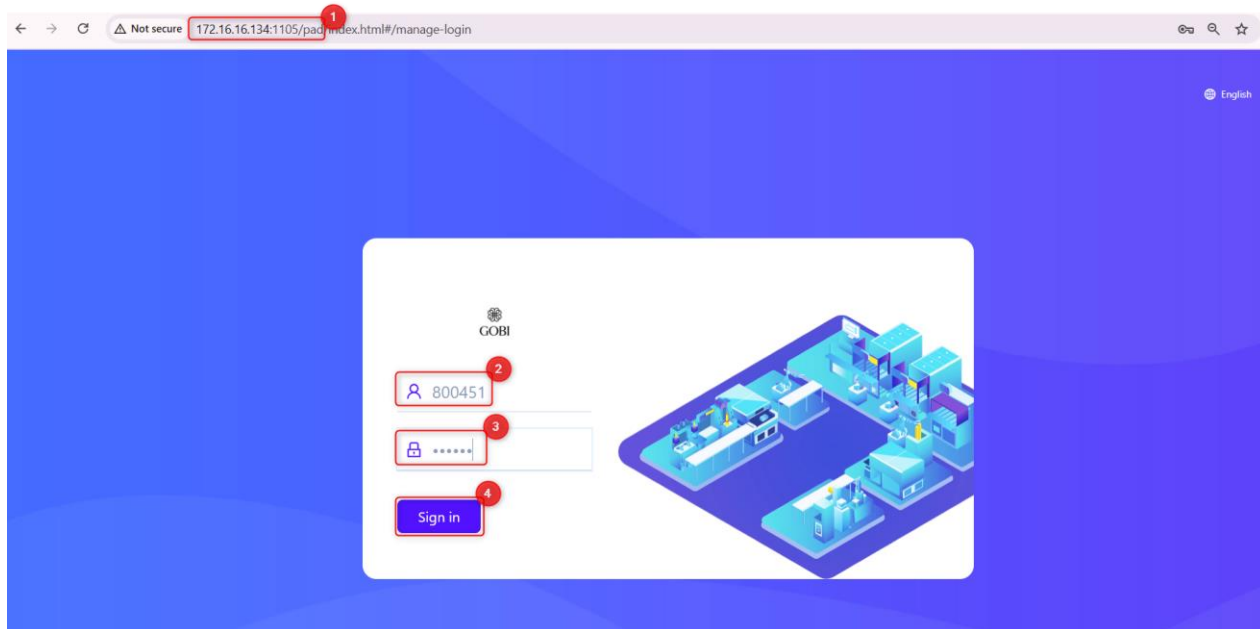 1
Not secure 172.16.16.134:1105/pad/index.html#/manage-login
English
GOBI
2
800451
3
••••••
4
Sign in